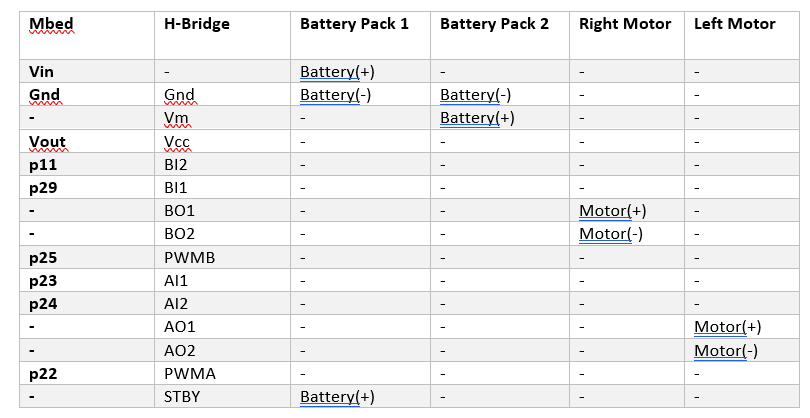 Mbed H-Bridge Battery Pack 1 Battery Pack 2 Right Motor Left Motor
Vin - Battery(+) - - -
Gnd Gnd Battery(-) Battery(-) - -
- Vm - Battery(+) - -
Vout Vcc - - - -
p11 BI2 - - - -
p29 BI1 - - - -
- BO1 - - Motor(+) -
- BO2 - - Motor(-) -
p25 PWMB - - - -
p23 AI1 - - - -
p24 AI2 - - - -
- AO1 - - - Motor(+)
- AO2 - - - Motor(-)
p22 PWMA - - - -
- STBY Battery(+) - - -